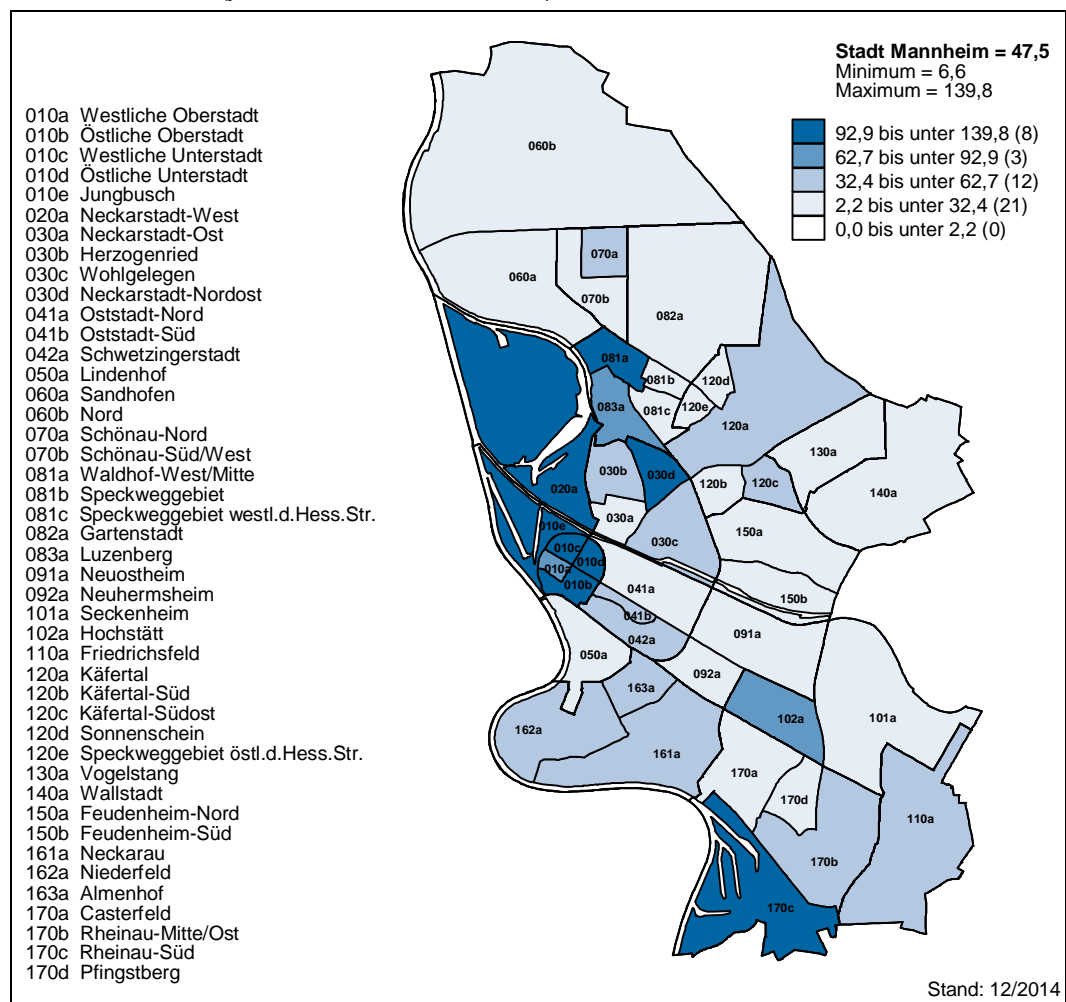 Stadt Mannheim = 47,5
Minimum = 6,6
Maximum = 139,8
92,9 bis unter 139,8 (8)
62,7 bis unter 92,9 (3)
32,4 bis unter 62,7 (12)
2,2 bis unter 32,4 (21)
0,0 bis unter 2,2 (0)
010a Westliche Oberstadt
010b Östliche Oberstadt
010c Westliche Unterstadt
010d Östliche Unterstadt
010e Jungbusch
020a Neckarstadt-West
030a Neckarstadt-Ost
030b Herzogenried
030c Wohlgelegen
030d Neckarstadt-Nordost
041a Oststadt-Nord
041b Oststadt-Süd
042a Schwetzingerstadt
050a Lindenhof
060a Sandhofen
060b Nord
070a Schönau-Nord
070b Schönau-Süd/West
081a Waldhof-West/Mitte
081b Speckweggebiet
081c Speckweggebiet westl.d.Hess.Str.
082a Gartenstadt
083a Luzenberg
091a Neuostheim
092a Neuhermsheim
101a Seckenheim
102a Hochstätt
110a Friedrichsfeld
120a Käfertal
120b Käfertal-Süd
120c Käfertal-Südost
120d Sonnenschein
120e Speckweggebiet östl.d.Hess.Str.
130a Vogelstang
140a Wallstadt
150a Feudenheim-Nord
150b Feudenheim-Süd
161a Neckarau
162a Niederfeld
163a Almenhof
170a Casterfeld
170b Rheinau-Mitte/Ost
170c Rheinau-Süd
170d Pfingstberg
060b
070a
060a
070b
082a
081a
081b
120d
083a
081c
120e
120a
130a
030b
030d
120b
120c
020a
140a
030a
010e
030c
150a
010c
010a
010d
010b
041a
150b
041b
042a
091a
050a
092a
163a
102a
101a
162a
161a
170a
170d
110a
170b
170c
Stand: 12/2014